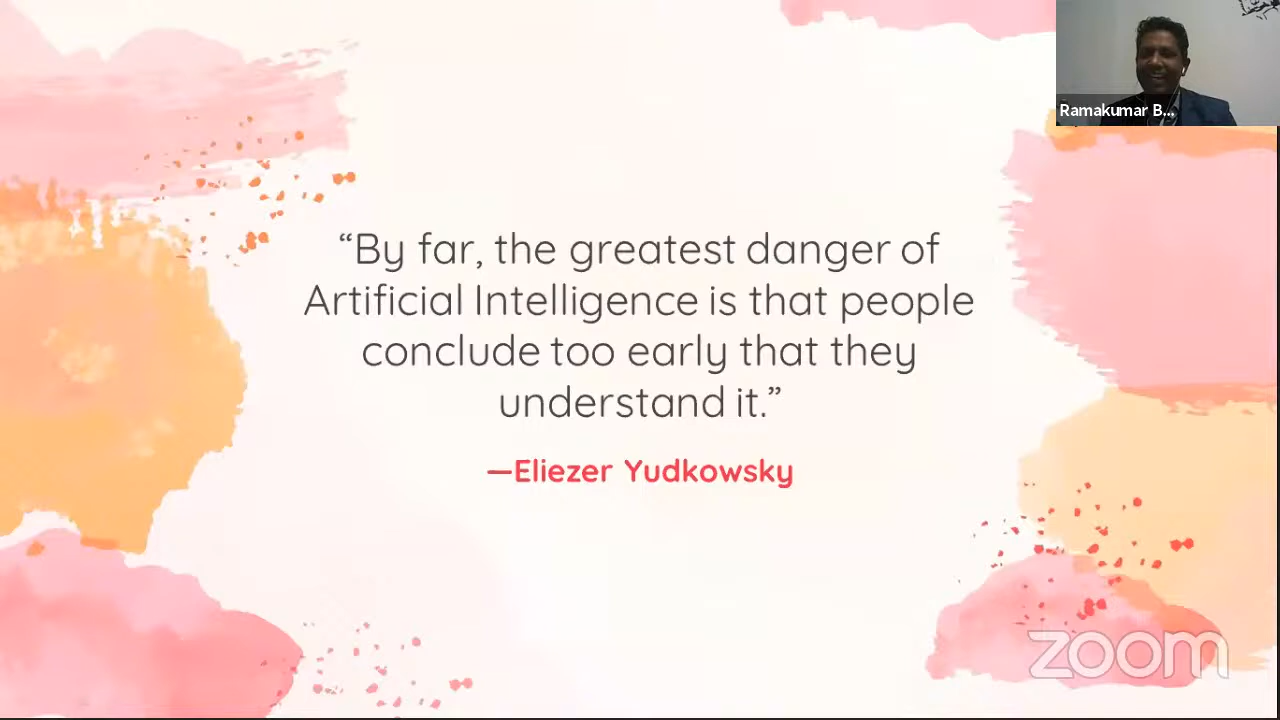 Ramakumar B...
“By far, the greatest danger of
Artificial Intelligence is that people
conclude too early that they
understand it.”
—Eliezer Yudkowsky
zoom